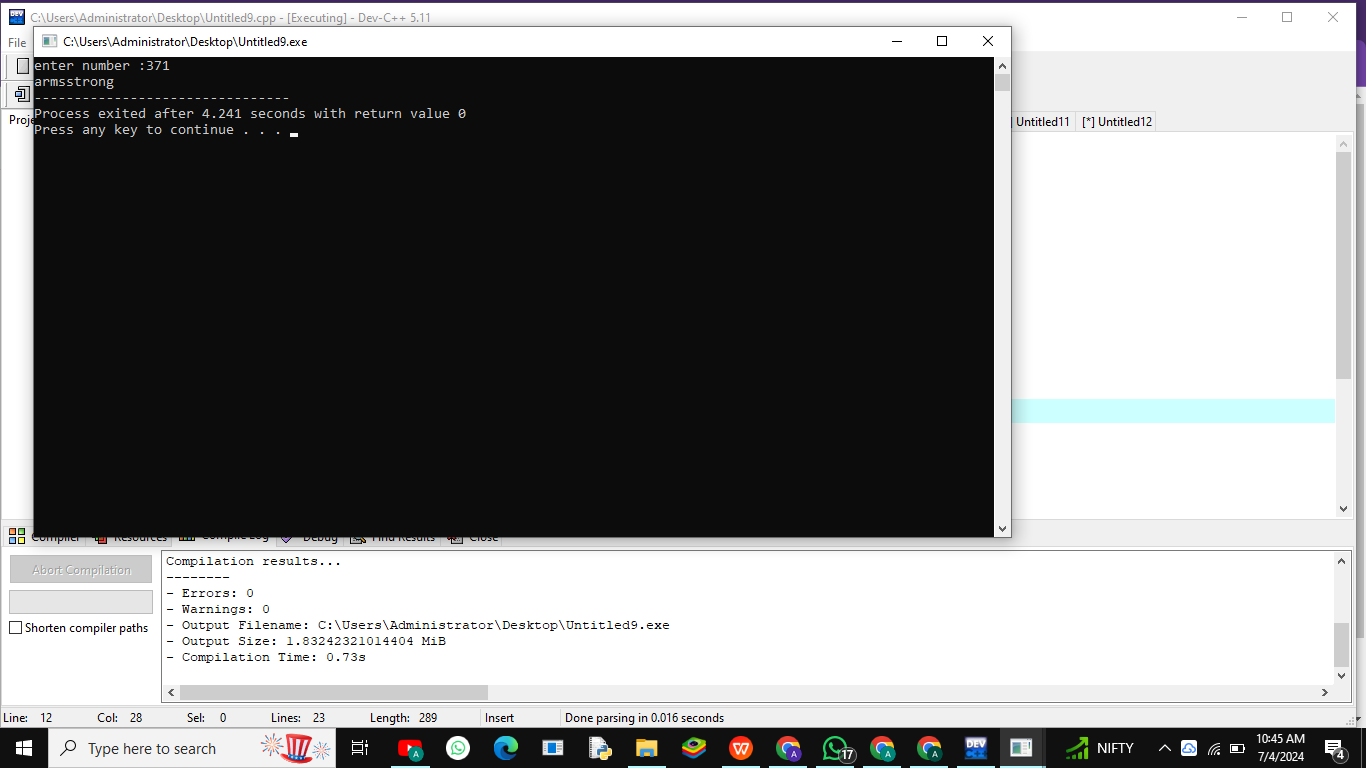 C:\Users\Administrator\Desktop\Untitled9.cpp - [Executing] - Dev-C++ 5.11
File
C:\Users\Administrator\Desktop\Untitled9.exe
enter number :371
armsstrong
--------------------------------
Process exited after 4.241 seconds with return value 0
Press any key to continue . . .
Proje
Untitled11 [*] Untitled12
Compiler Resources Compile Log Debug Find Results Close
Abort Compilation
Shorten compiler paths
Compilation results...
--------
- Errors: 0
- Warnings: 0
- Output Filename: C:\Users\Administrator\Desktop\Untitled9.exe
- Output Size: 1.83242321014404 MiB
- Compilation Time: 0.73s
Line: 12 Col: 28 Sel: 0 Lines: 23 Length: 289 Insert Done parsing in 0.016 seconds
Type here to search
DEV
17
NIFTY
10:45 AM
7/4/2024
4